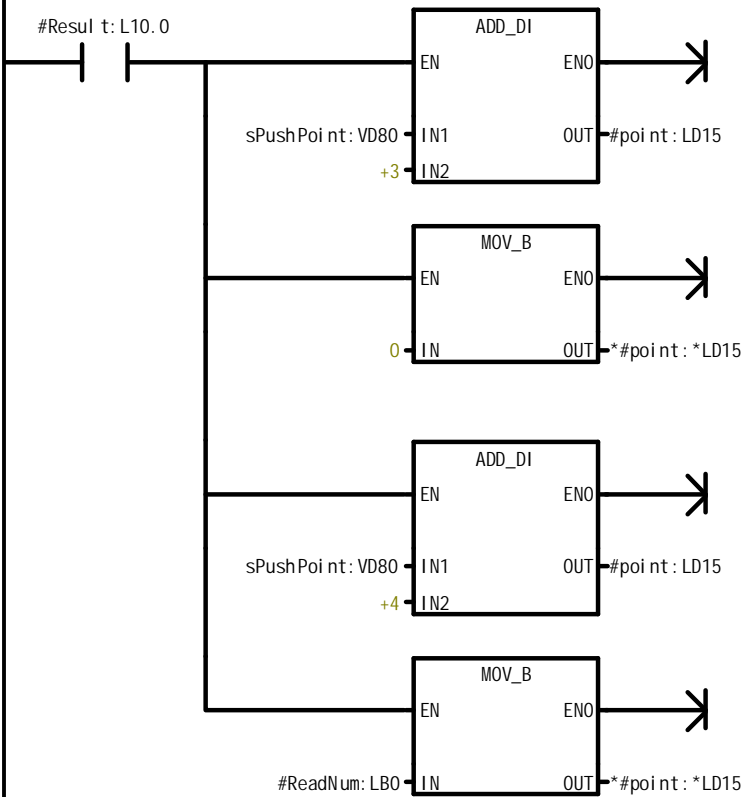 #Result:L10.0
ADD_DI
EN ENO
sPushPoint:VD80 IN1 OUT #point:LD15
+3 IN2
MOV_B
EN ENO
0 IN OUT *#point:*LD15
ADD_DI
EN ENO
sPushPoint:VD80 IN1 OUT #point:LD15
+4 IN2
MOV_B
EN ENO
#ReadNum:LB0 IN OUT *#point:*LD15